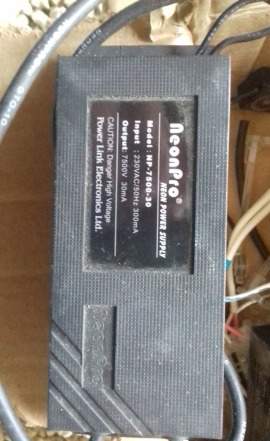 NeonPro®
NEON POWER SUPPLY
Model : NP-7500-30
Input : 230VAC/50Hz 300mA
Output: 7500V 30mA
CAUTION: Danger High Voltage
Power Link Electronics Ltd.